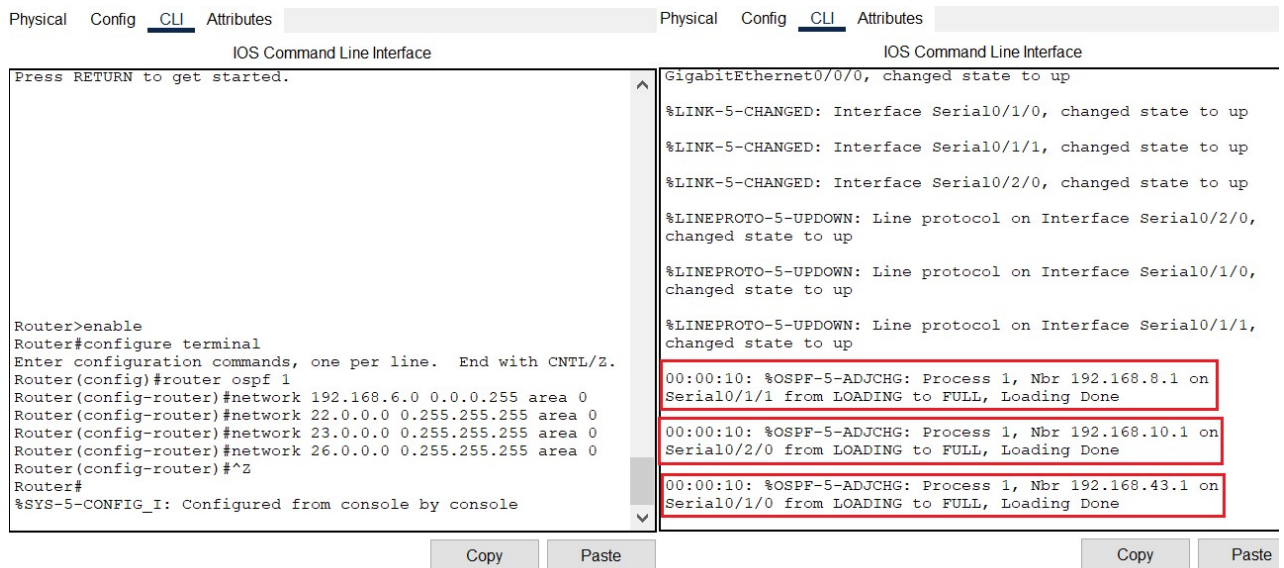 Physical Config CLI Attributes
IOS Command Line Interface
Press RETURN to get started.
Router>enable
Router#configure terminal
Enter configuration commands, one per line.  End with CNTL/Z.
Router(config)#router ospf 1
Router(config-router)#network 192.168.6.0 0.0.0.255 area 0
Router(config-router)#network 22.0.0.0 0.255.255.255 area 0
Router(config-router)#network 23.0.0.0 0.255.255.255 area 0
Router(config-router)#network 26.0.0.0 0.255.255.255 area 0
Router(config-router)#^Z
Router#
%SYS-5-CONFIG_I: Configured from console by console
Copy Paste
Physical Config CLI Attributes
IOS Command Line Interface
GigabitEthernet0/0/0, changed state to up
%LINK-5-CHANGED: Interface Serial0/1/0, changed state to up
%LINK-5-CHANGED: Interface Serial0/1/1, changed state to up
%LINK-5-CHANGED: Interface Serial0/2/0, changed state to up
%LINEPROTO-5-UPDOWN: Line protocol on Interface Serial0/2/0,
changed state to up
%LINEPROTO-5-UPDOWN: Line protocol on Interface Serial0/1/0,
changed state to up
%LINEPROTO-5-UPDOWN: Line protocol on Interface Serial0/1/1,
changed state to up
00:00:10: %OSPF-5-ADJCHG: Process 1, Nbr 192.168.8.1 on
Serial0/1/1 from LOADING to FULL, Loading Done
00:00:10: %OSPF-5-ADJCHG: Process 1, Nbr 192.168.10.1 on
Serial0/2/0 from LOADING to FULL, Loading Done
00:00:10: %OSPF-5-ADJCHG: Process 1, Nbr 192.168.43.1 on
Serial0/1/0 from LOADING to FULL, Loading Done
Copy Paste